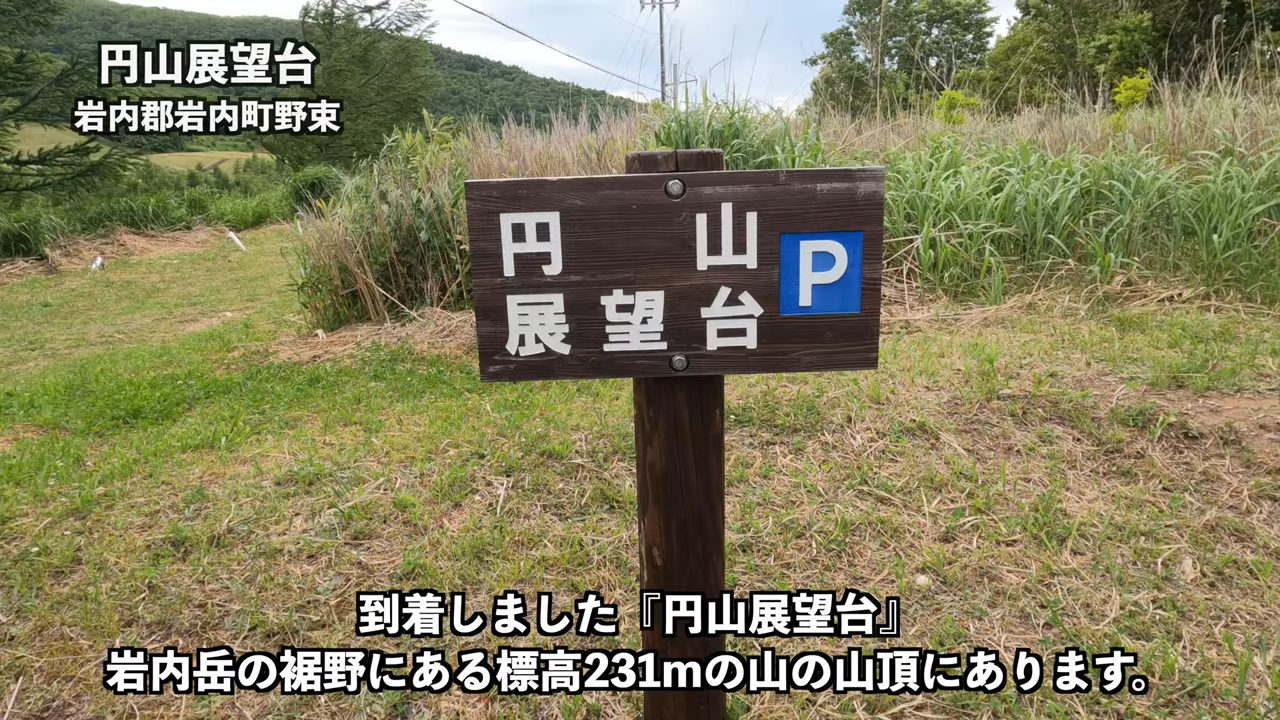 円山展望台
岩内郡岩内町野束
円山
展望台
P
到着しました『円山展望台』
岩内岳の裾野にある標高231mの山の山頂にあります。